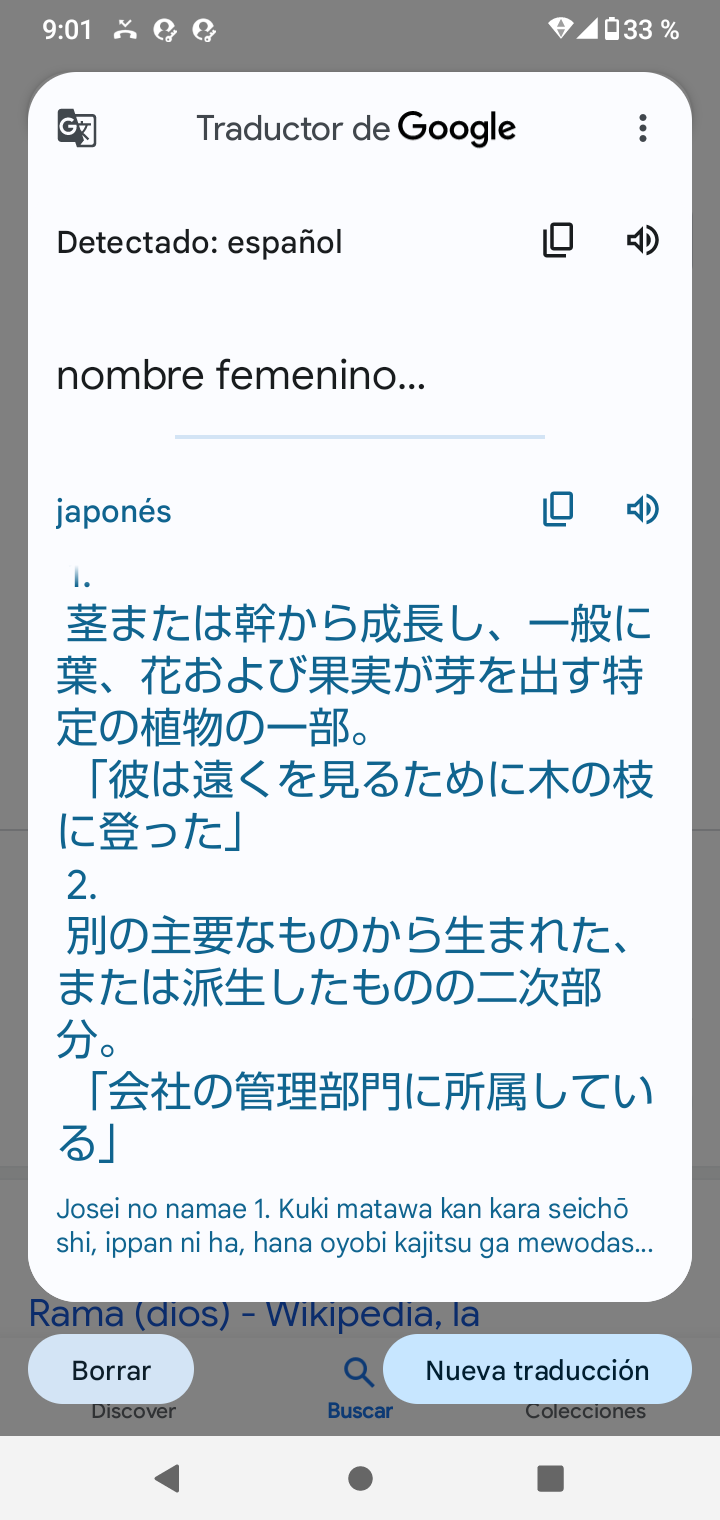 9:01 33 %
Traductor de Google
Detectado: español
nombre femenino...
japonés
1.
茎または幹から成長し、一般に
葉、花および果実が芽を出す特
定の植物の一部。
「彼は遠くを見るために木の枝
に登った」
2.
別の主要なものから生まれた、
または派生したものの二次部
分。
「会社の管理部門に所属してい
る」
Josei no namae 1. Kuki matawa kan kara seichō
shi, ippan ni ha, hana oyobi kajitsu ga mewodas...
Rama (dios) - Wikipedia, la
Borrar Nueva traducción
Discover Buscar Colecciones